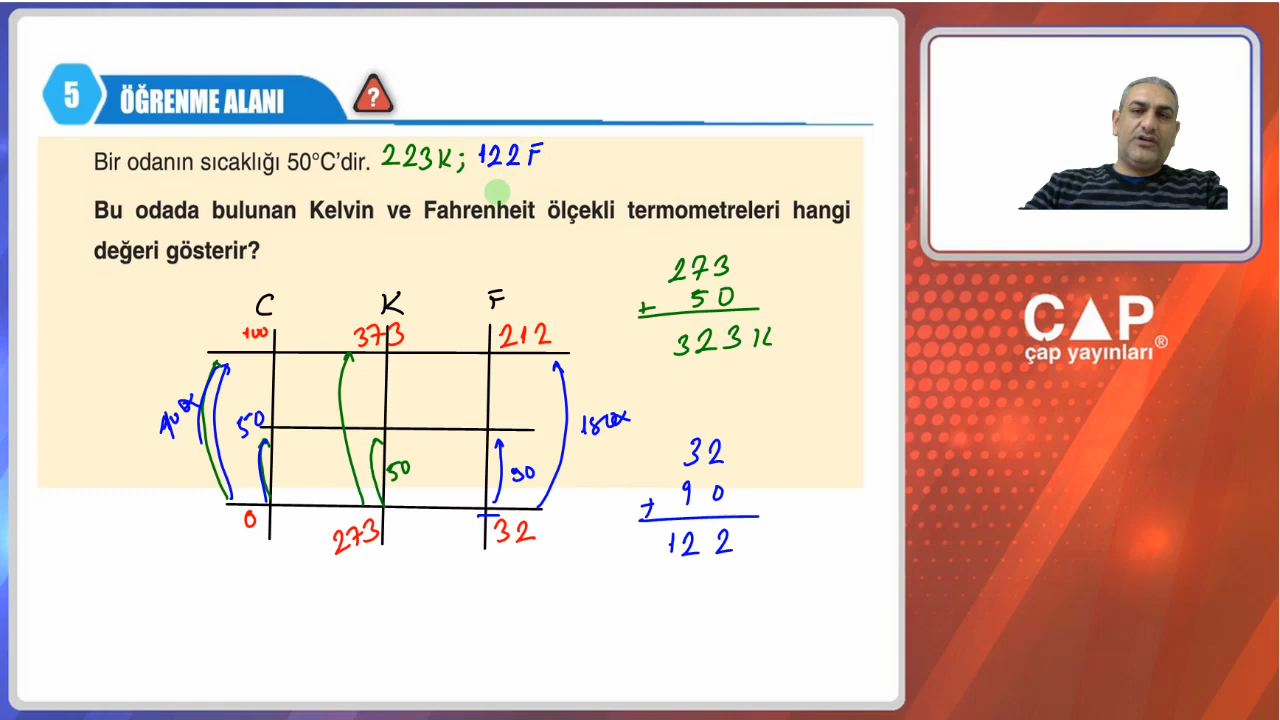 5 ÖĞRENME ALANI ?
Bir odanın sıcaklığı 50°C'dir. 223K; 122F
Bu odada bulunan Kelvin ve Fahrenheit ölçekli termometreleri hangi
değeri gösterir?
273
+ 50
323 K
C K F
100 373 212
50
50 90
0 273 32
32
+ 90
122
ÇAP
çap yayınları®